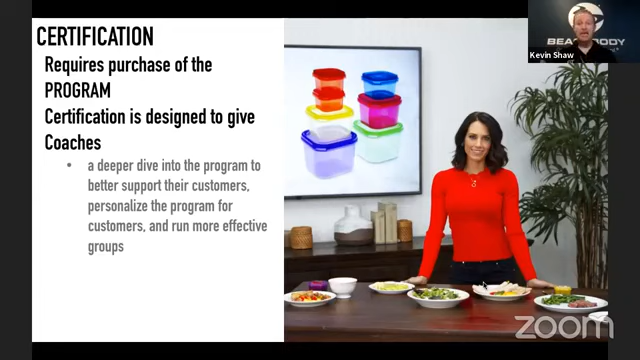 CERTIFICATION
Requires purchase of the
PROGRAM
Certification is designed to give
Coaches
• a deeper dive into the program to
better support their customers,
personalize the program for
customers, and run more effective
groups
Kevin Shaw
zoom